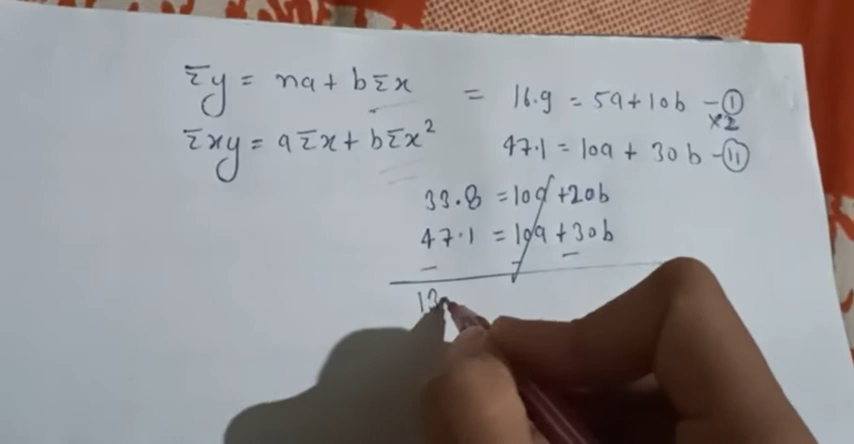 Σy = na + bΣx = 16.9 = 5a + 10b - ①
×2
Σxy = aΣx + bΣx² 47.1 = 10a + 30b - ⑪
33.8 = 10a + 20b
47.1 = 10a + 30b
- - -
13